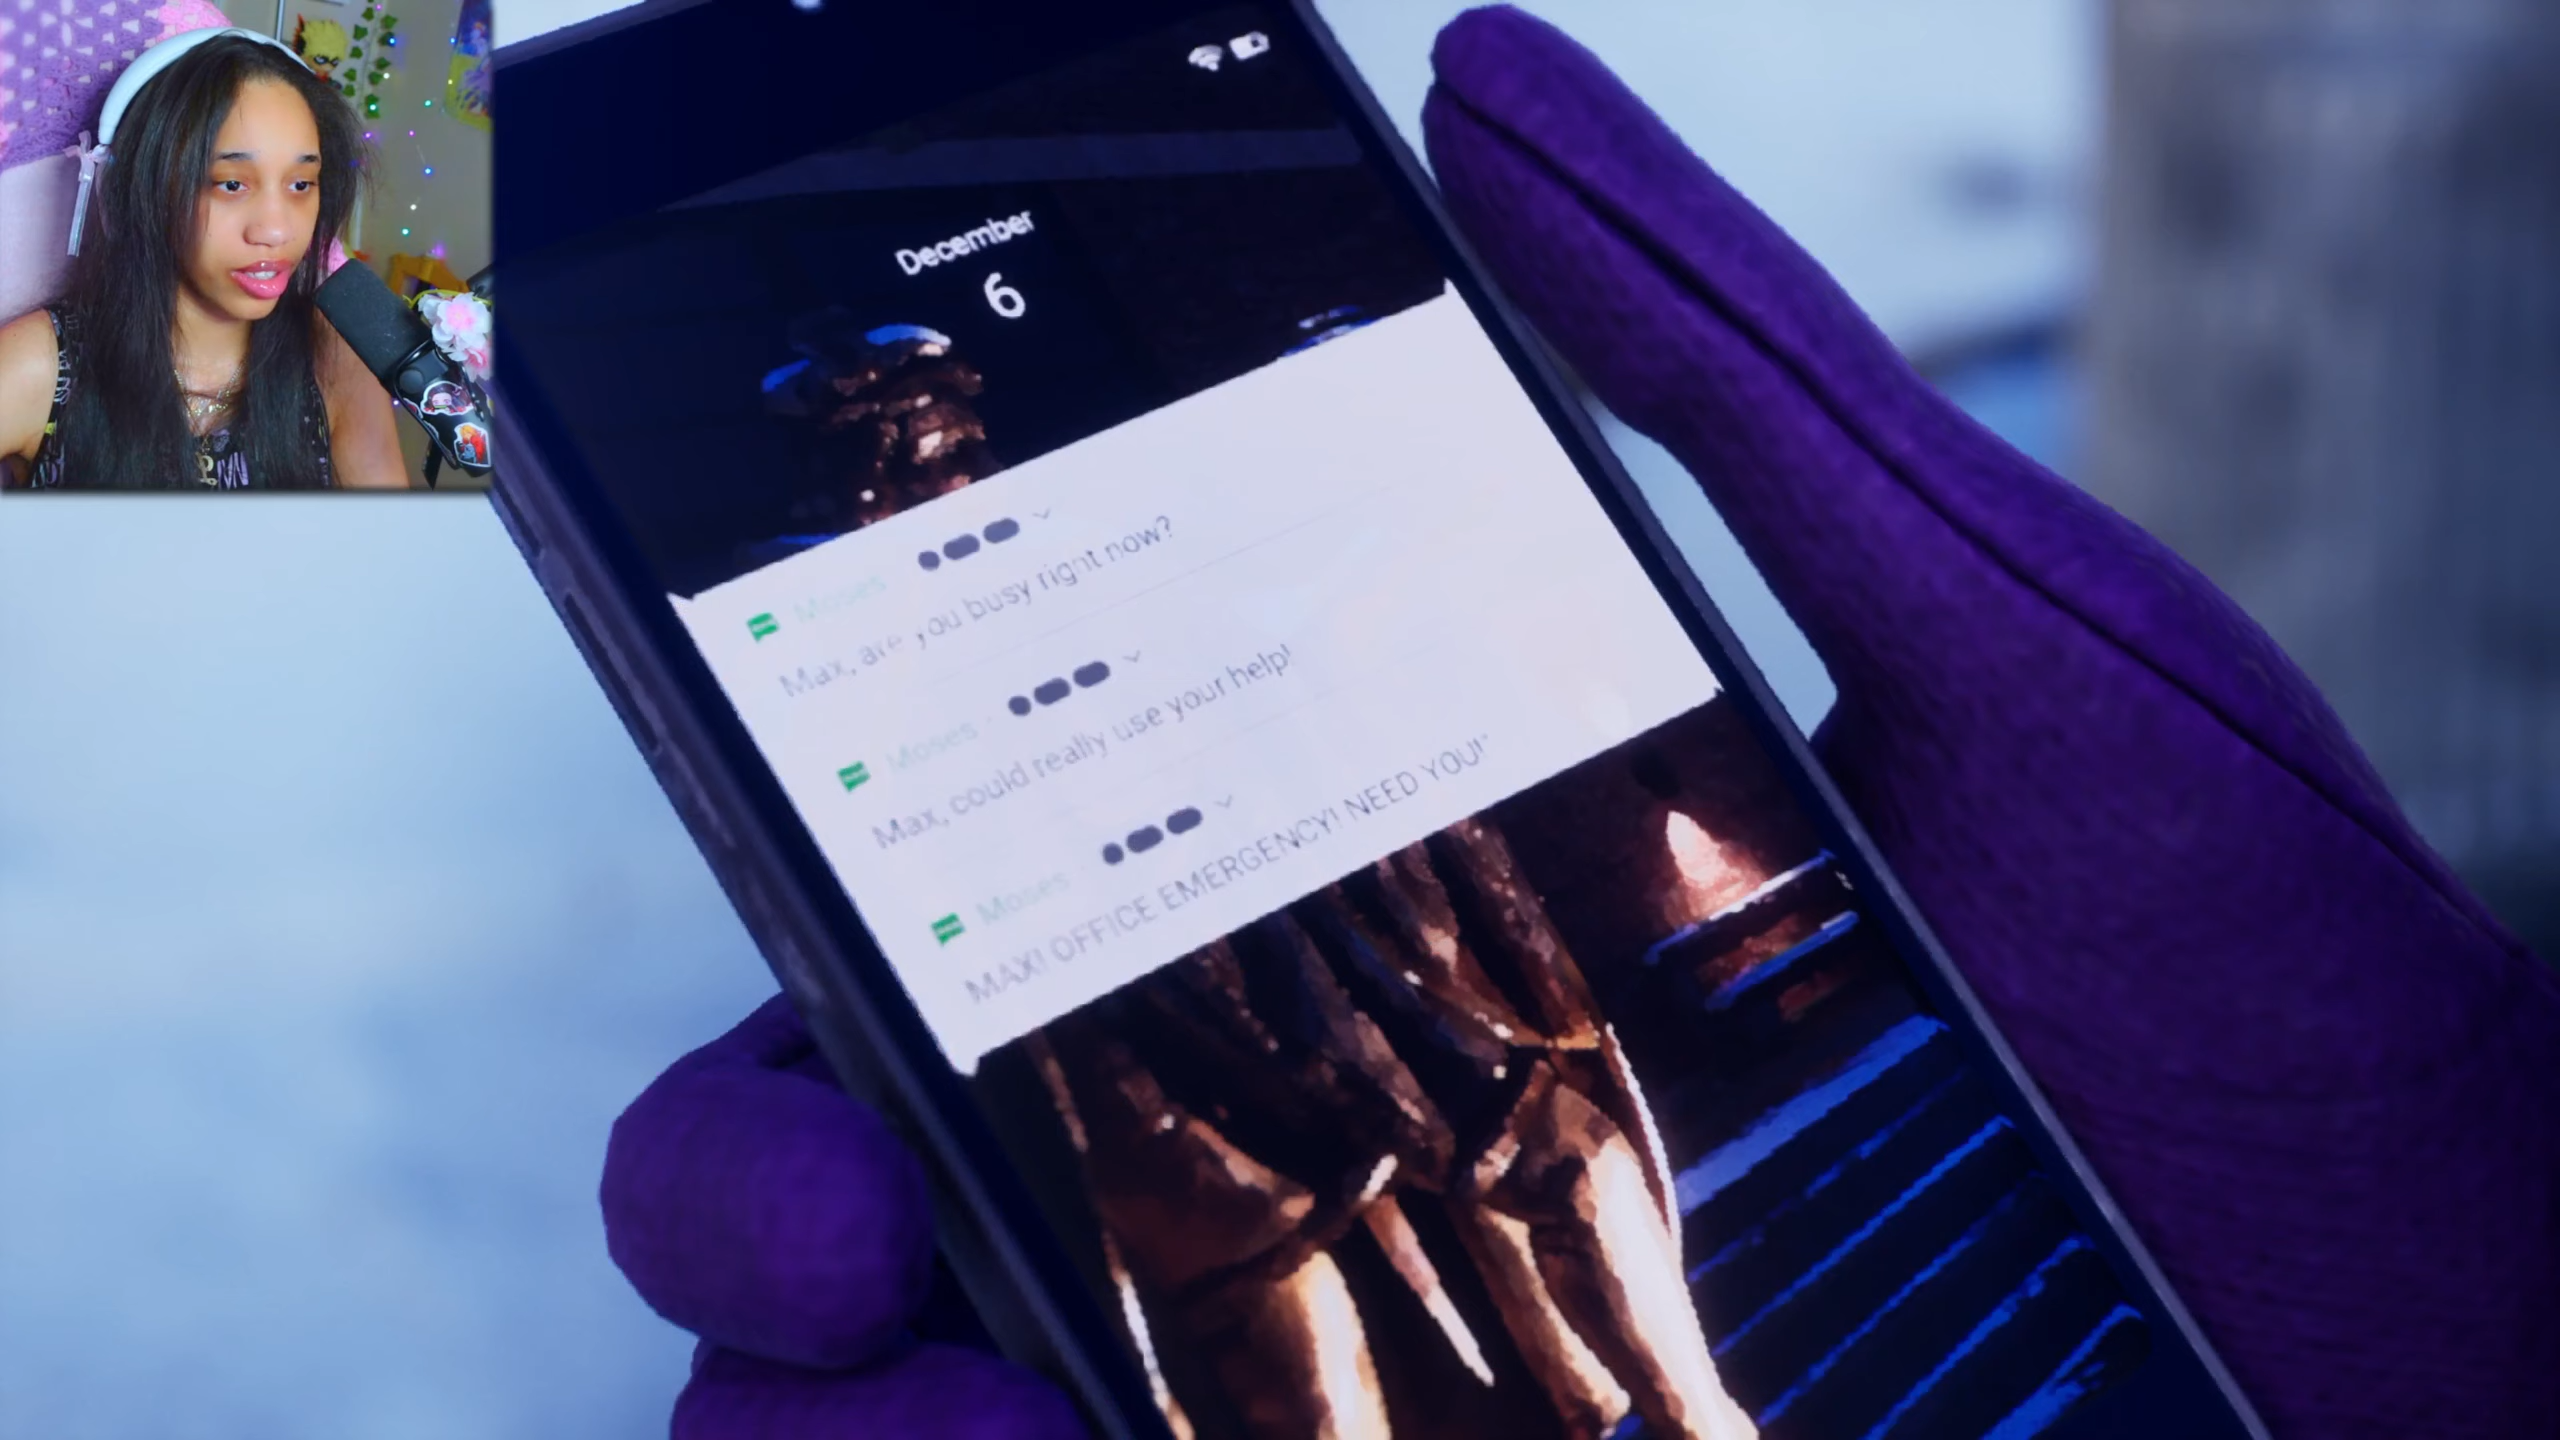 December
6
Moses
Max, are you busy right now?
Moses
Max, could really use your help!
Moses
MAX! OFFICE EMERGENCY! NEED YOU!